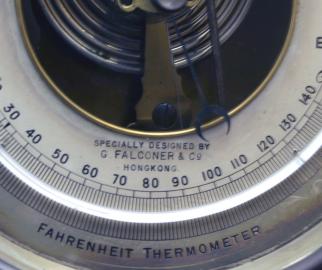 SPECIALLY DESIGNED BY
G. FALCONER & Cº
HONGKONG.
30 40 50 60 70 80 90 100 110 120 130 140
FAHRENHEIT THERMOMETER